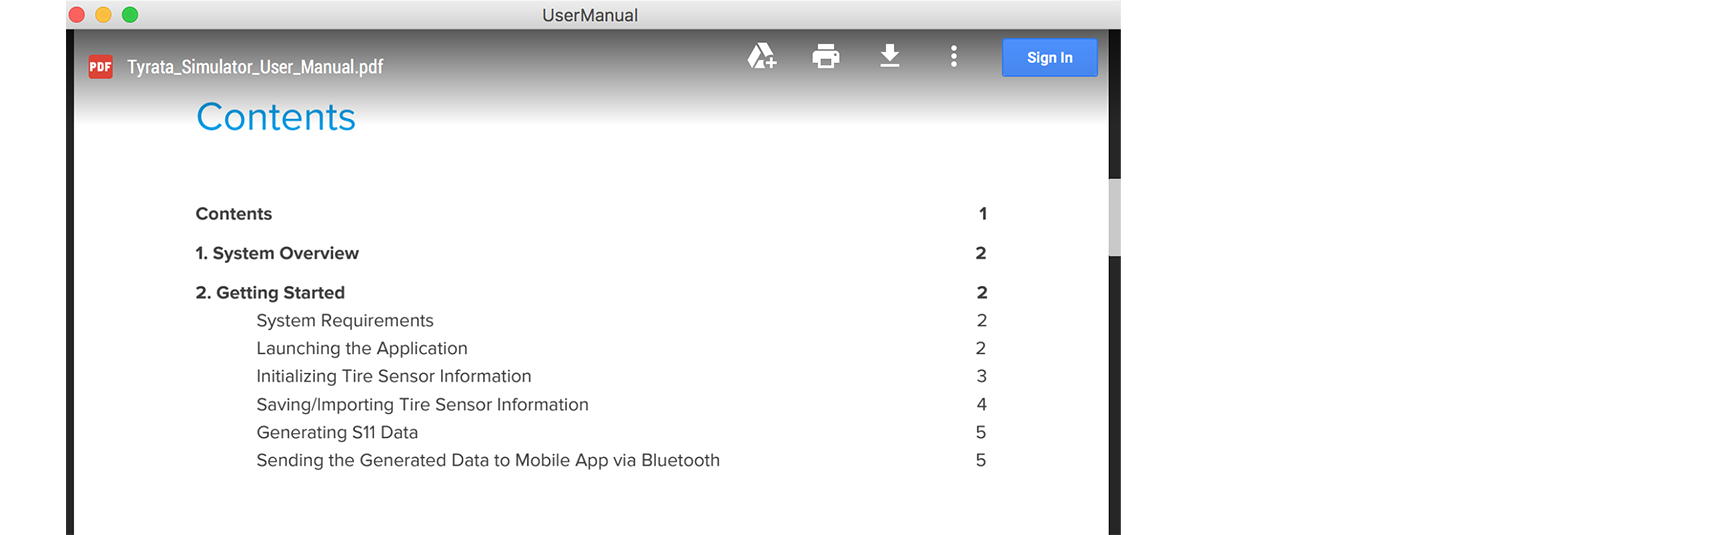 UserManual
PDF Tyrata_Simulator_User_Manual.pdf
Sign In
Contents
Contents 1
1. System Overview 2
2. Getting Started 2
System Requirements 2
Launching the Application 2
Initializing Tire Sensor Information 3
Saving/Importing Tire Sensor Information 4
Generating S11 Data 5
Sending the Generated Data to Mobile App via Bluetooth 5